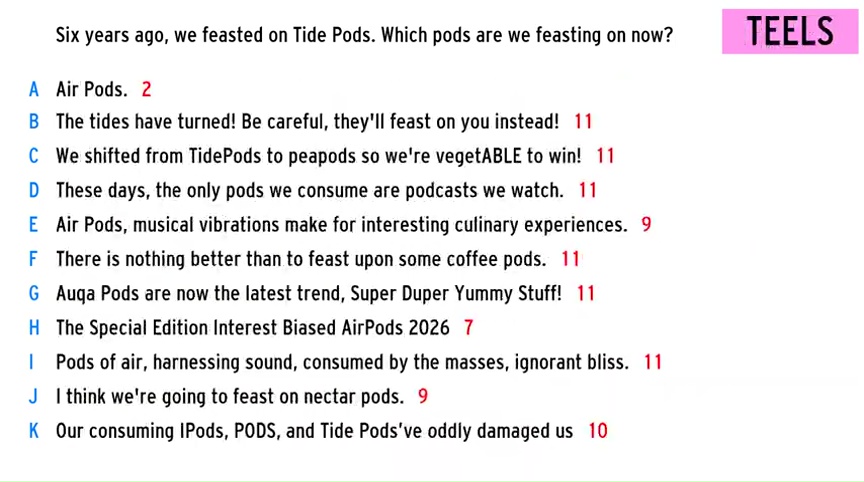 Six years ago, we feasted on Tide Pods. Which pods are we feasting on now?
TEELS
A Air Pods. 2
B The tides have turned! Be careful, they'll feast on you instead! 11
C We shifted from TidePods to peapods so we're vegetABLE to win! 11
D These days, the only pods we consume are podcasts we watch. 11
E Air Pods, musical vibrations make for interesting culinary experiences. 9
F There is nothing better than to feast upon some coffee pods. 11
G Auqa Pods are now the latest trend, Super Duper Yummy Stuff! 11
H The Special Edition Interest Biased AirPods 2026 7
I Pods of air, harnessing sound, consumed by the masses, ignorant bliss. 11
J I think we're going to feast on nectar pods. 9
K Our consuming IPods, PODS, and Tide Pods've oddly damaged us 10